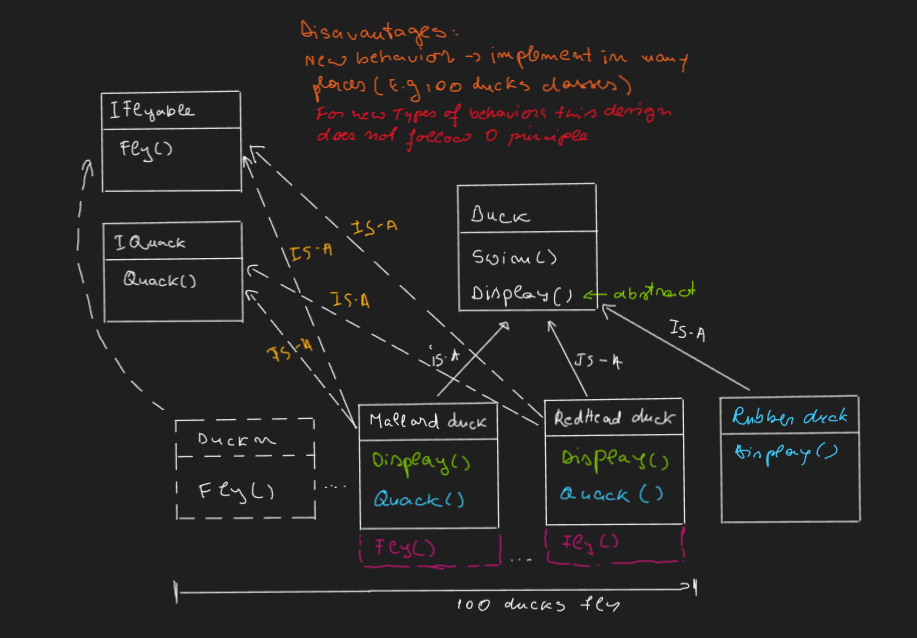 Disavantages:
New behavior → implement in many
places (E.g 100 ducks classes)
For new Types of behaviors this design
does not follow O principle
IFlyable
Fly()
IQuack
Quack()
Duck
Swim()
Display() ← abstract
IS-A
IS-A
IS-A
IS-A
is-A
IS-A
IS-A
Duck n
Fly()
...
Mallard duck
Display()
Quack()
Fly()
...
RedHead duck
Display()
Quack()
Fly()
Rubber duck
Display()
100 ducks fly